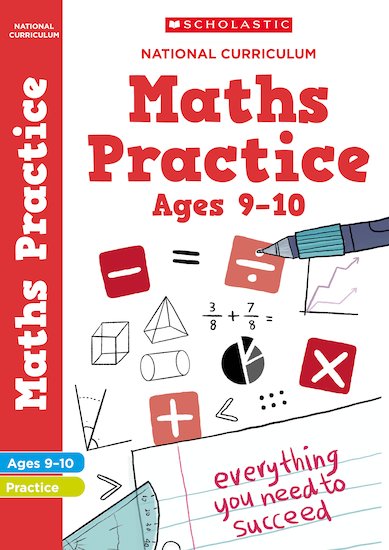 NATIONAL
CURRICULUM
Maths Practice
Ages 9–10
Practice
SCHOLASTIC
NATIONAL CURRICULUM
Maths
Practice
Ages 9–10
− = ÷
3/8 + 7/8 =
×
+ < <
everything
you need to
succeed